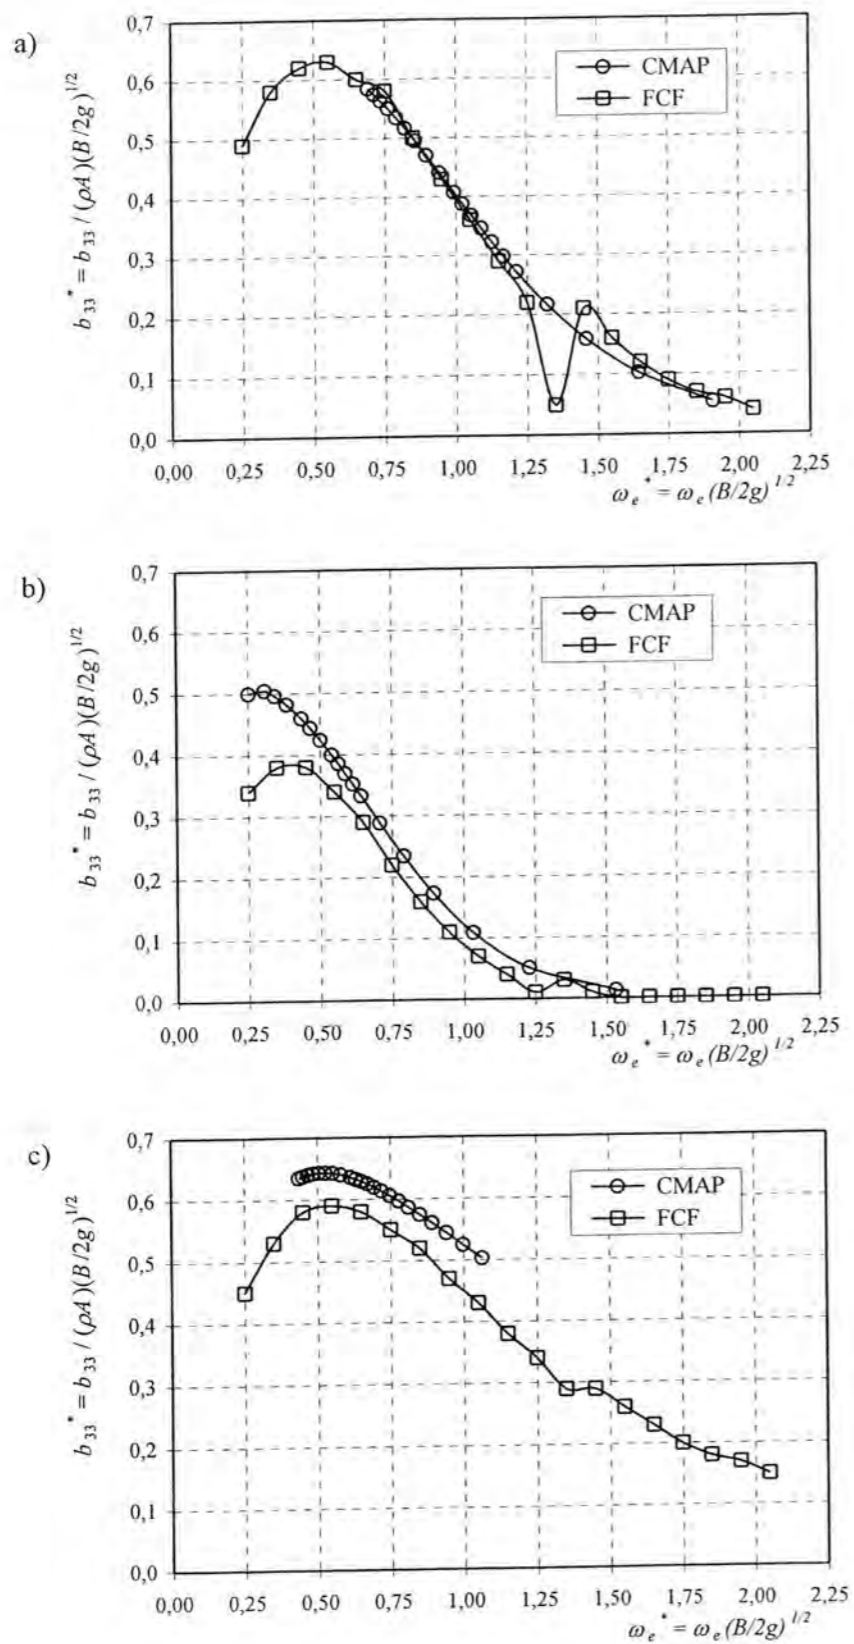 a)
0,7
0,6
0,5
0,4
0,3
0,2
0,1
0,0
b₃₃* = b₃₃ / (ρA)(B/2g)^1/2
CMAP
FCF
0,00 0,25 0,50 0,75 1,00 1,25 1,50 1,75 2,00 2,25
ωₑ* = ωₑ (B/2g)^1/2
b)
0,7
0,6
0,5
0,4
0,3
0,2
0,1
0,0
b₃₃* = b₃₃ / (ρA)(B/2g)^1/2
CMAP
FCF
0,00 0,25 0,50 0,75 1,00 1,25 1,50 1,75 2,00 2,25
ωₑ* = ωₑ (B/2g)^1/2
c)
0,7
0,6
0,5
0,4
0,3
0,2
0,1
0,0
b₃₃* = b₃₃ / (ρA)(B/2g)^1/2
CMAP
FCF
0,00 0,25 0,50 0,75 1,00 1,25 1,50 1,75 2,00 2,25
ωₑ* = ωₑ (B/2g)^1/2